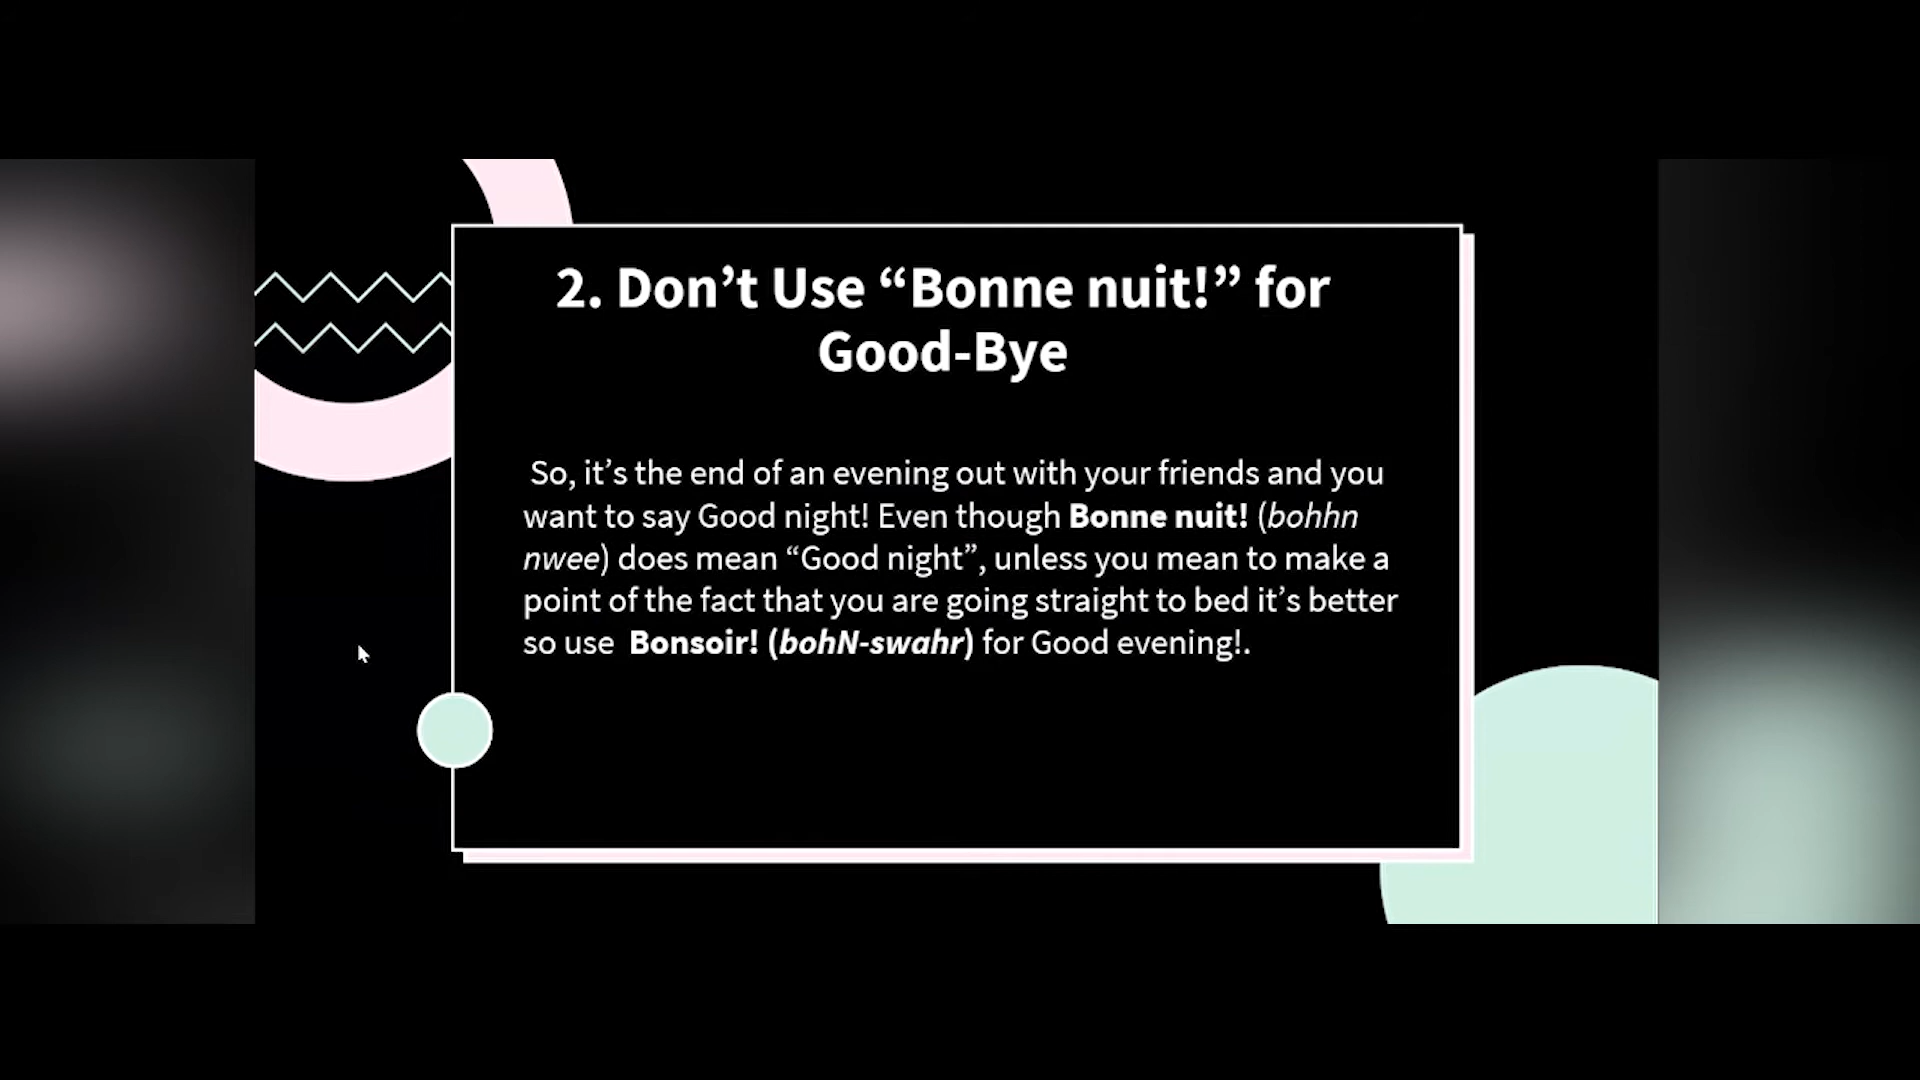 2. Don’t Use “Bonne nuit!” for
Good-Bye
So, it’s the end of an evening out with your friends and you
want to say Good night! Even though Bonne nuit! (bohhn
nwee) does mean “Good night”, unless you mean to make a
point of the fact that you are going straight to bed it’s better
so use  Bonsoir! (bohN-swahr) for Good evening!.